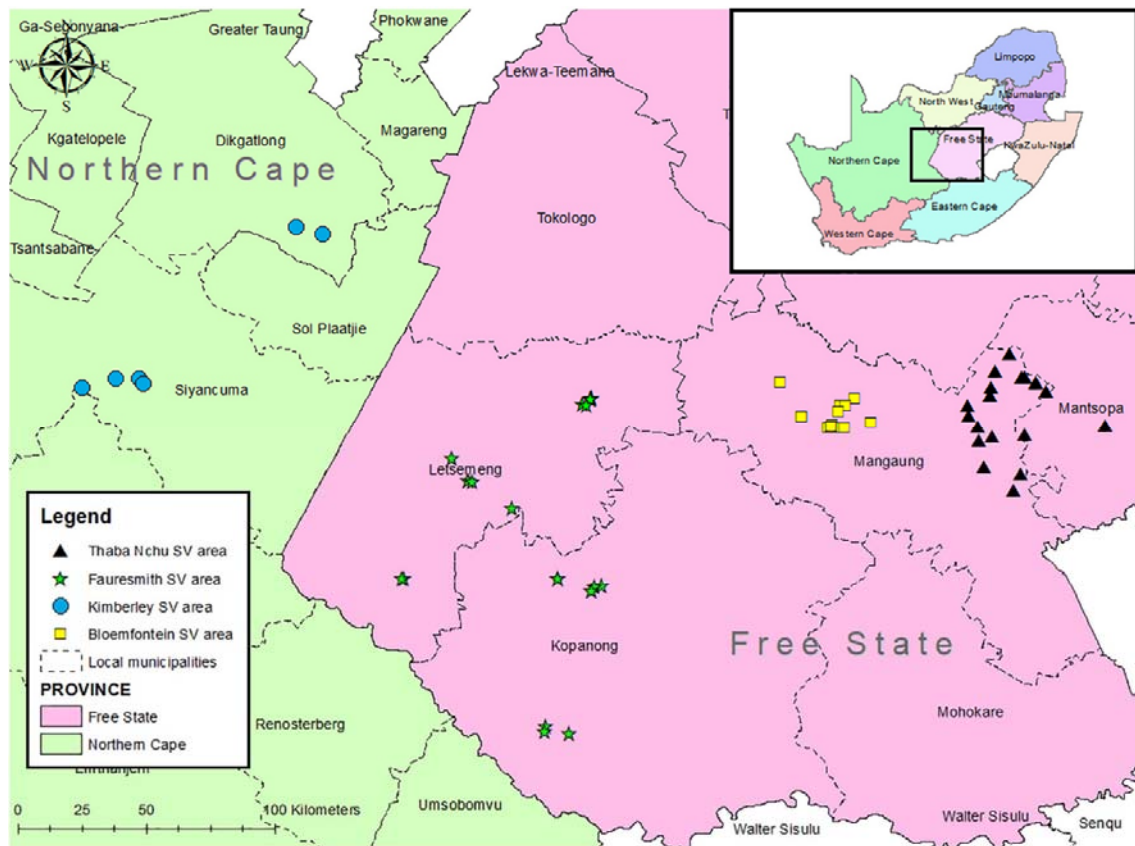 Ga-Segonyana
Greater Taung
Phokwane
N
W
E
S
Lekwa-Teemane
Kgatelopele
Dikgatlong
Magareng
Northern Cape
Tokologo
Tsantsabane
Sol Plaatjie
Siyancuma
Letsemeng
Mangaung
Mantsopa
Kopanong
Free State
Mohokare
Renosterberg
Umsobomvu
Walter Sisulu
Walter Sisulu
Senqu
Limpopo
North West
Gauteng
Mpumalanga
Free State
KwaZulu-Natal
Northern Cape
Eastern Cape
Western Cape
Legend
Thaba Nchu SV area
Fauresmith SV area
Kimberley SV area
Bloemfontein SV area
Local municipalities
PROVINCE
Free State
Northern Cape
0 25 50 100 Kilometers